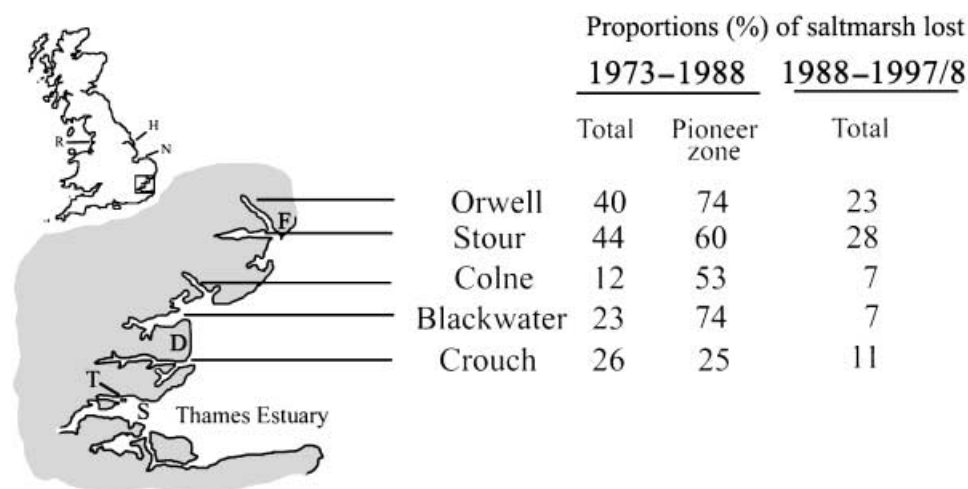 Proportions (%) of saltmarsh lost
1973–1988 1988–1997/8
Total Pioneer zone Total
H
R
N
Orwell 40 74 23
F
Stour 44 60 28
Colne 12 53 7
Blackwater 23 74 7
D
Crouch 26 25 11
T
S
Thames Estuary